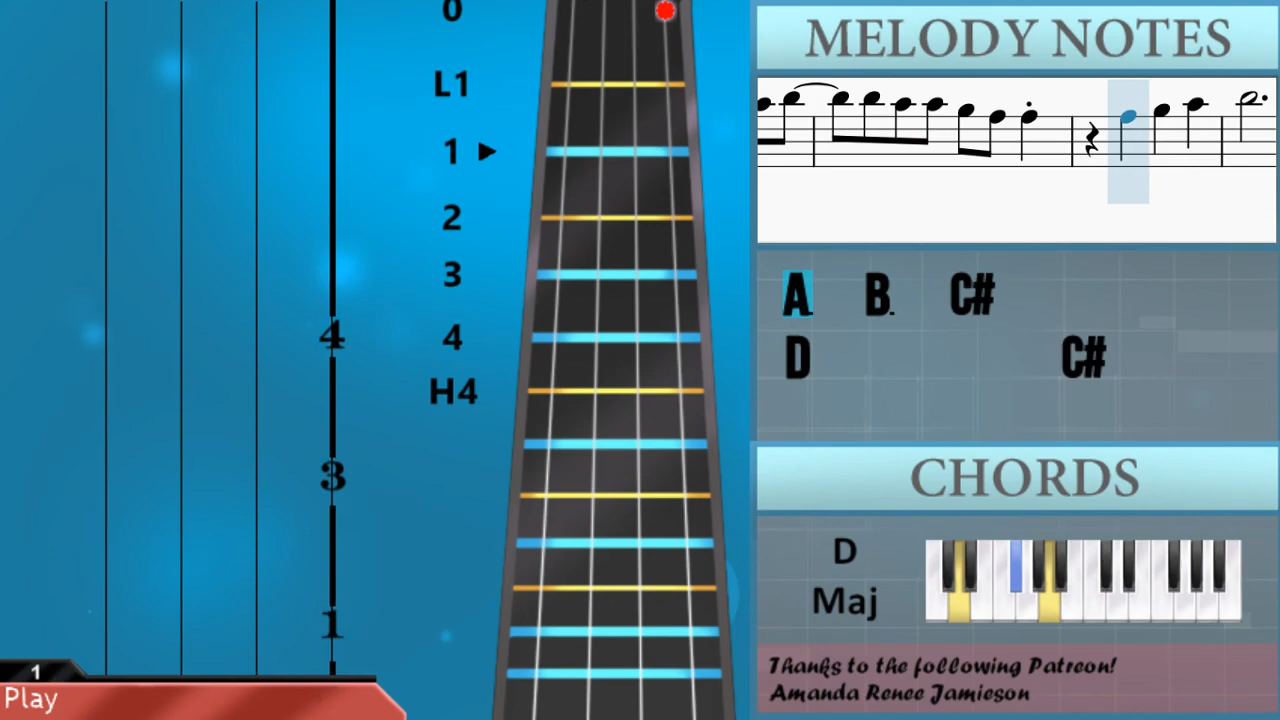 0
L1
1
2
3
4
H4
4
3
1
1
Play
MELODY NOTES
A B. C#
D C#
CHORDS
D
Maj
Thanks to the following Patreon!
Amanda Renee Jamieson